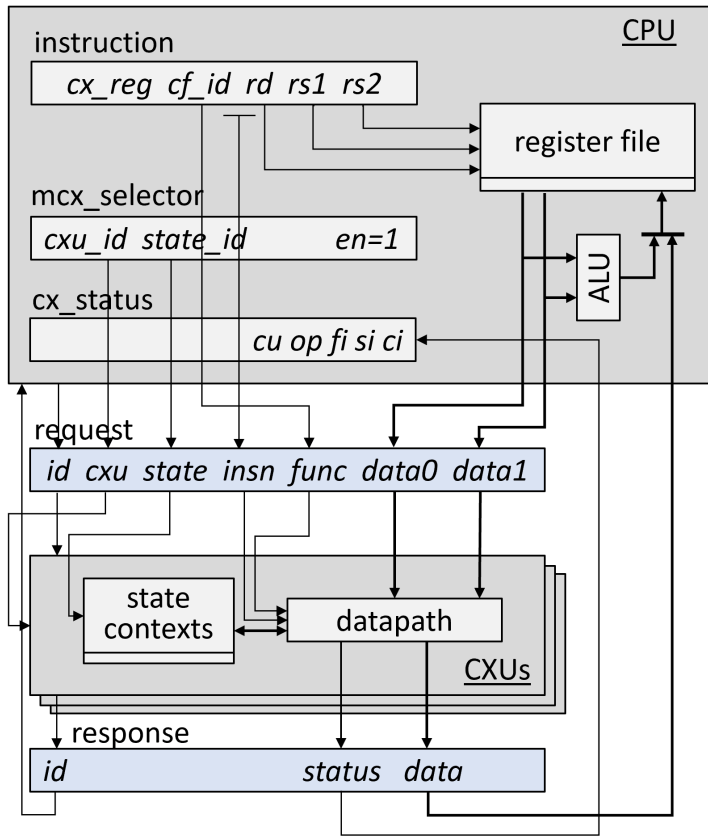 CPU
instruction
cx_reg cf_id rd rs1 rs2
register file
mcx_selector
cxu_id state_id en=1
ALU
cx_status
cu op fi si ci
request
id cxu state insn func data0 data1
state
contexts
datapath
CXUs
response
id status data